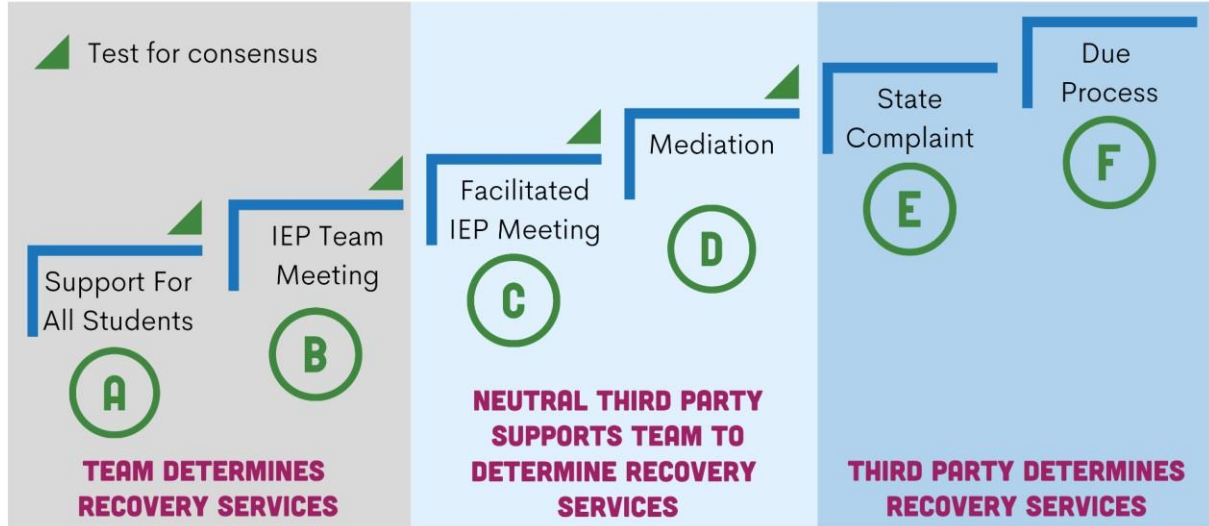 Test for consensus
Support For
All Students
A
TEAM DETERMINES
RECOVERY SERVICES
IEP Team
Meeting
B
Facilitated
IEP Meeting
C
Mediation
D
NEUTRAL THIRD PARTY
SUPPORTS TEAM TO
DETERMINE RECOVERY
SERVICES
State
Complaint
E
Due
Process
F
THIRD PARTY DETERMINES
RECOVERY SERVICES